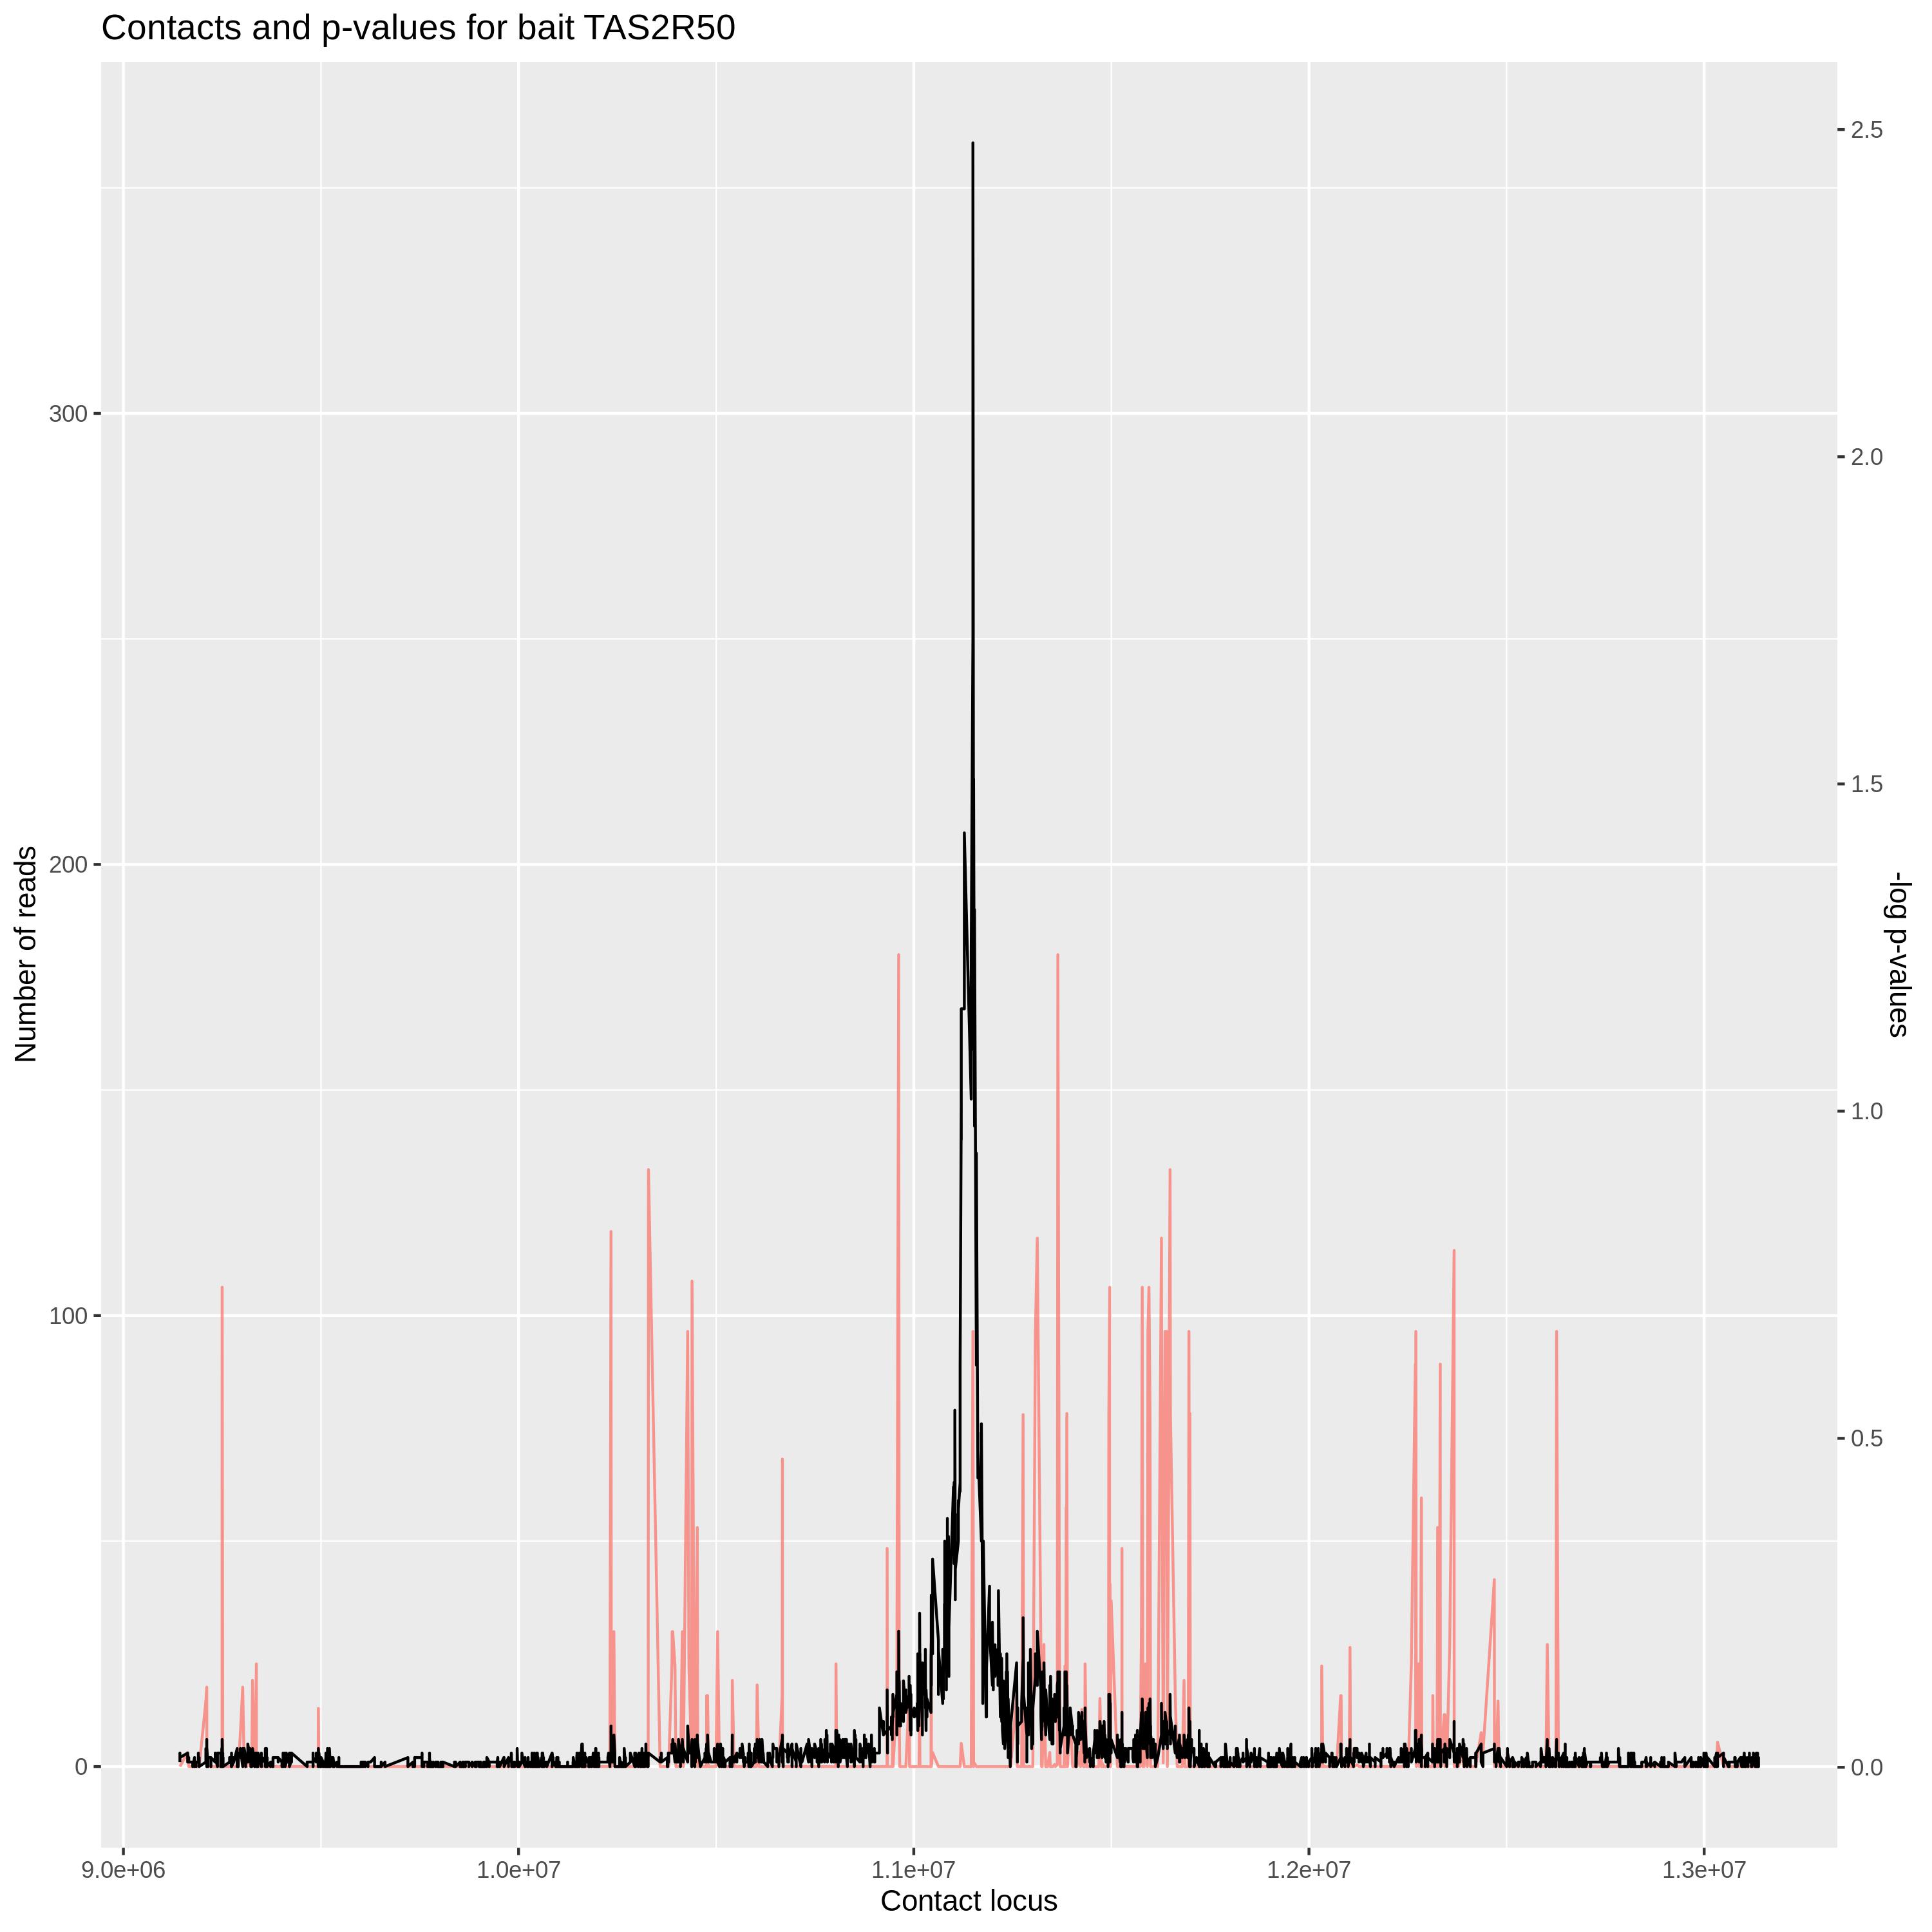 Contacts and p-values for bait TAS2R50
Number of reads
300
200
100
0
2.5
2.0
1.5
1.0
0.5
0.0
-log p-values
9.0e+06
1.0e+07
1.1e+07
1.2e+07
1.3e+07
Contact locus